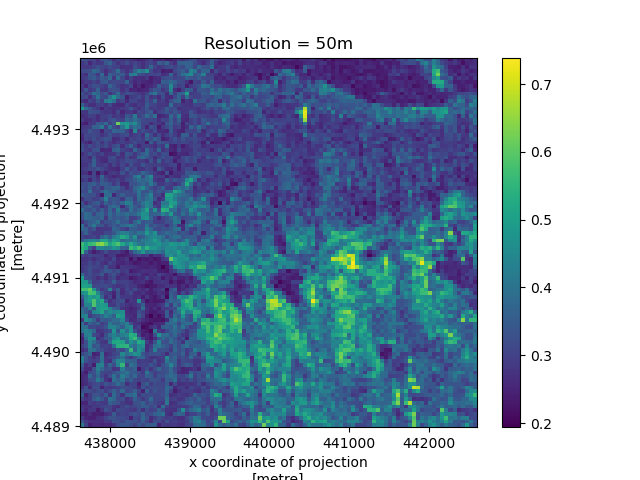 Resolution = 50m
1e6
4.493
4.492
4.491
4.490
4.489
438000 439000 440000 441000 442000
x coordinate of projection
[metre]
y coordinate of projection
[metre]
0.7
0.6
0.5
0.4
0.3
0.2